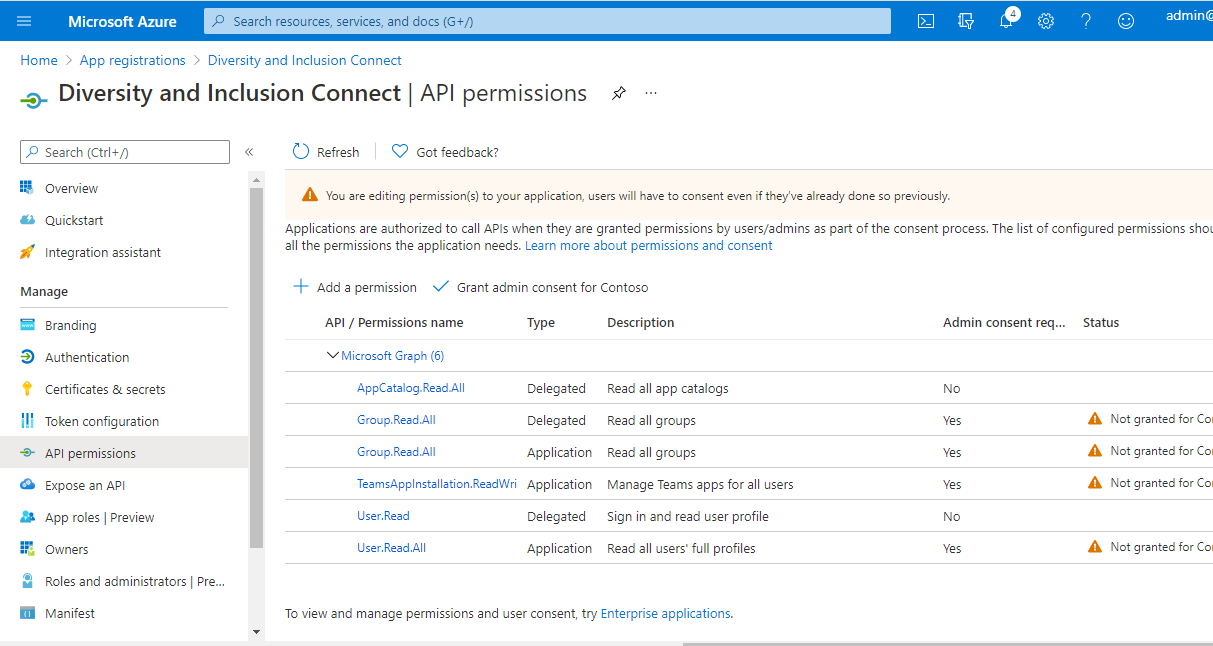 Microsoft Azure
Search resources, services, and docs (G+/)
4
admin@
Home > App registrations > Diversity and Inclusion Connect
Diversity and Inclusion Connect | API permissions
Search (Ctrl+/)
«
Refresh
Got feedback?
Overview
Quickstart
Integration assistant
Manage
Branding
Authentication
Certificates & secrets
Token configuration
API permissions
Expose an API
App roles | Preview
Owners
Roles and administrators | Pre...
Manifest
You are editing permission(s) to your application, users will have to consent even if they've already done so previously.
Applications are authorized to call APIs when they are granted permissions by users/admins as part of the consent process. The list of configured permissions shou
all the permissions the application needs. Learn more about permissions and consent
Add a permission
Grant admin consent for Contoso
API / Permissions name Type Description Admin consent req... Status
Microsoft Graph (6)
AppCatalog.Read.All Delegated Read all app catalogs No
Group.Read.All Delegated Read all groups Yes Not granted for Co
Group.Read.All Application Read all groups Yes Not granted for Co
TeamsAppInstallation.ReadWri Application Manage Teams apps for all users Yes Not granted for Co
User.Read Delegated Sign in and read user profile No
User.Read.All Application Read all users' full profiles Yes Not granted for Co
To view and manage permissions and user consent, try Enterprise applications.